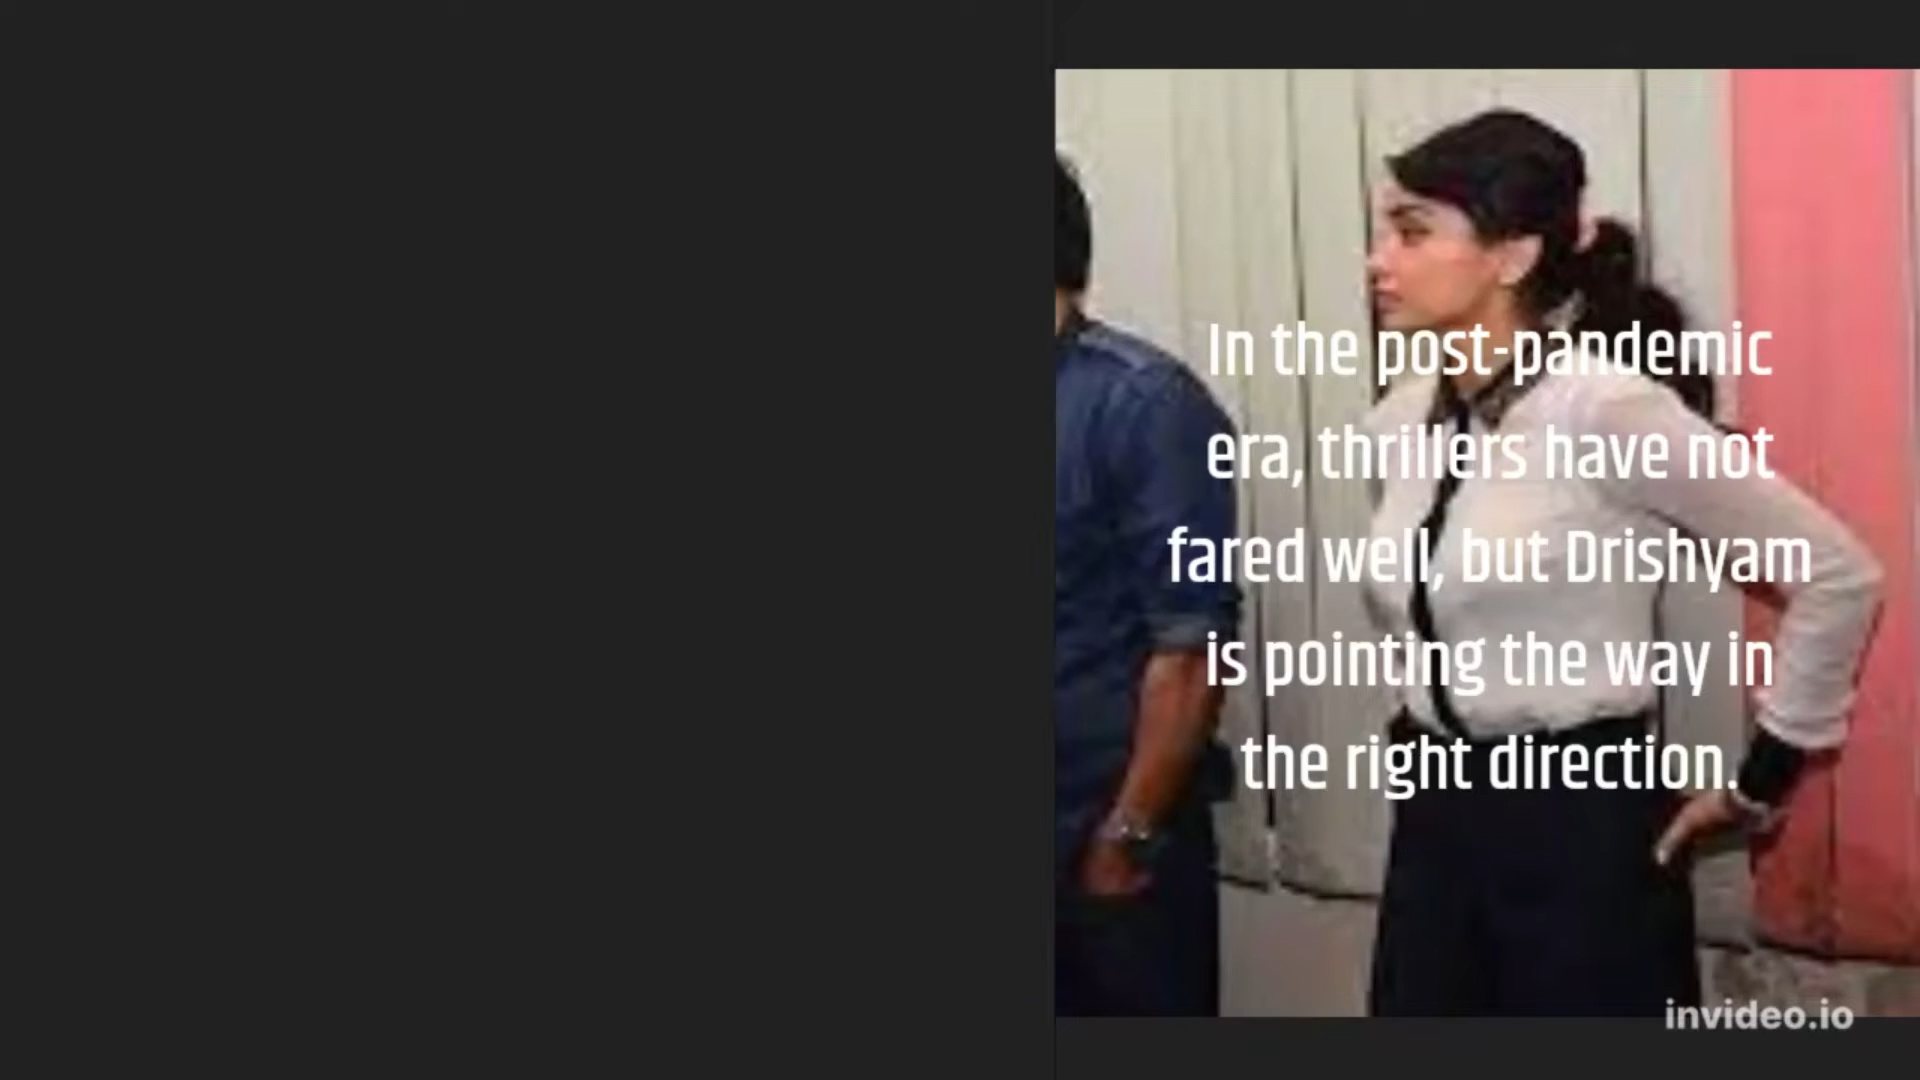 In the post-pandemic
era, thrillers have not
fared well, but Drishyam
is pointing the way in
the right direction.
invideo.io